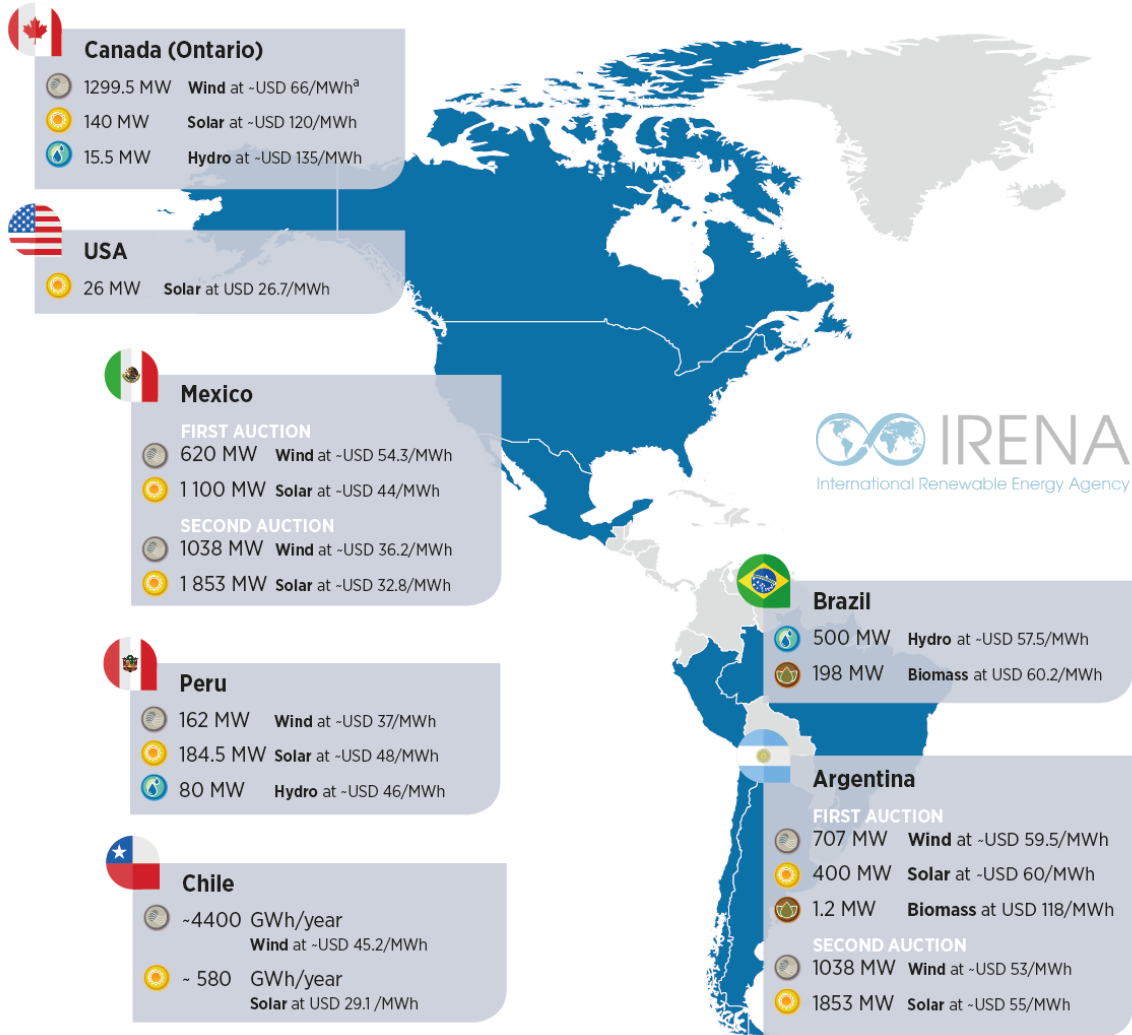 Canada (Ontario)
1299.5 MW Wind at ~USD 66/MWhª
140 MW Solar at ~USD 120/MWh
15.5 MW Hydro at ~USD 135/MWh
USA
26 MW Solar at USD 26.7/MWh
Mexico
FIRST AUCTION
620 MW Wind at ~USD 54.3/MWh
1 100 MW Solar at ~USD 44/MWh
SECOND AUCTION
1038 MW Wind at ~USD 36.2/MWh
1 853 MW Solar at ~USD 32.8/MWh
IRENA
International Renewable Energy Agency
Brazil
500 MW Hydro at ~USD 57.5/MWh
198 MW Biomass at USD 60.2/MWh
Peru
162 MW Wind at ~USD 37/MWh
184.5 MW Solar at ~USD 48/MWh
80 MW Hydro at ~USD 46/MWh
Argentina
FIRST AUCTION
707 MW Wind at ~USD 59.5/MWh
400 MW Solar at ~USD 60/MWh
1.2 MW Biomass at USD 118/MWh
SECOND AUCTION
1038 MW Wind at ~USD 53/MWh
1853 MW Solar at ~USD 55/MWh
Chile
~4400 GWh/year
Wind at ~USD 45.2/MWh
~ 580 GWh/year
Solar at USD 29.1 /MWh